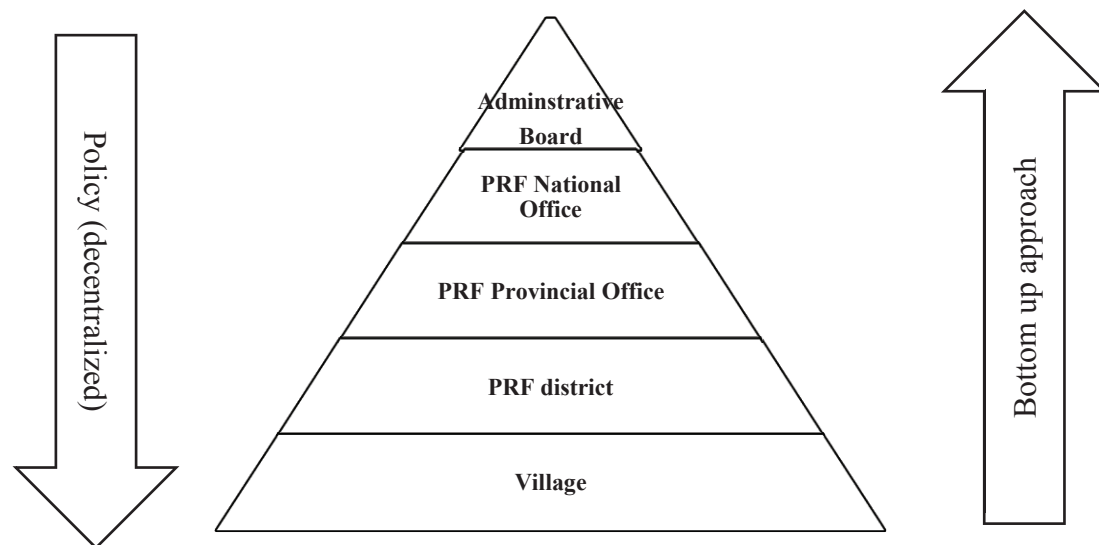 Policy (decentralized)
Adminstrative
Board
PRF National
Office
PRF Provincial Office
PRF district
Village
Bottom up approach